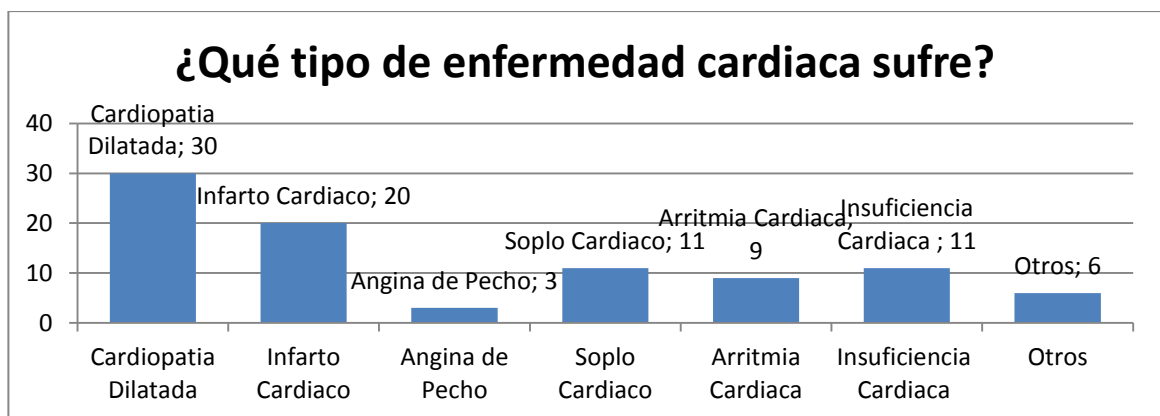 ¿Qué tipo de enfermedad cardiaca sufre?
Cardiopatia
Dilatada; 30
Infarto Cardiaco; 20
Angina de Pecho; 3
Soplo Cardiaco; 11
Arritmia Cardiaca;
9
Insuficiencia
Cardiaca ; 11
Otros; 6
40
30
20
10
0
Cardiopatia
Dilatada
Infarto
Cardiaco
Angina de
Pecho
Soplo
Cardiaco
Arritmia
Cardiaca
Insuficiencia
Cardiaca
Otros